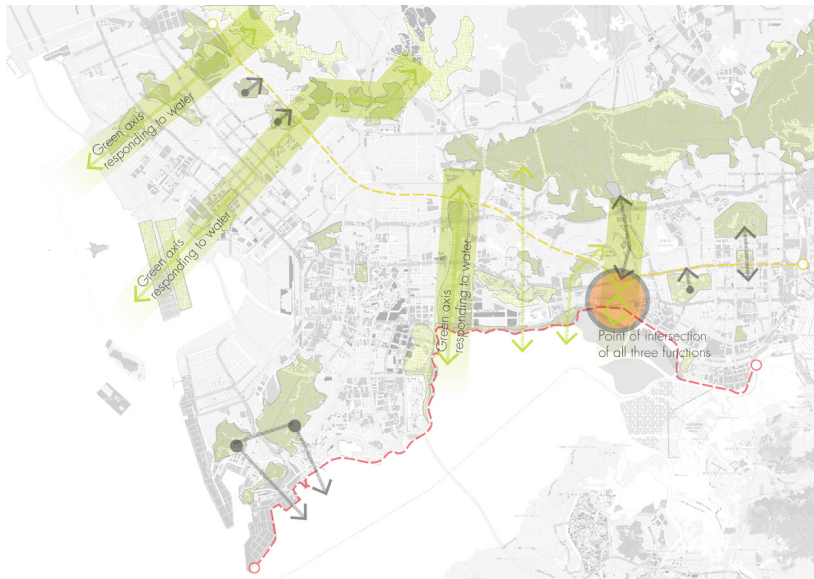 Green axis
responding to water
Green axis
responding to water
Green axis
responding to water
Point of intersection
of all three functions